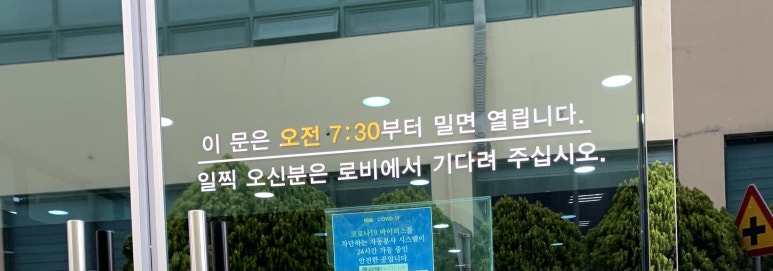 이 문은 오전 7:30부터 밀면 열립니다.
일찍 오신분은 로비에서 기다려 주십시오.
COVID-19
코로나19 바이러스를
차단하는 자동분사 시스템이
24시간 가동 중인
안전한 곳입니다.